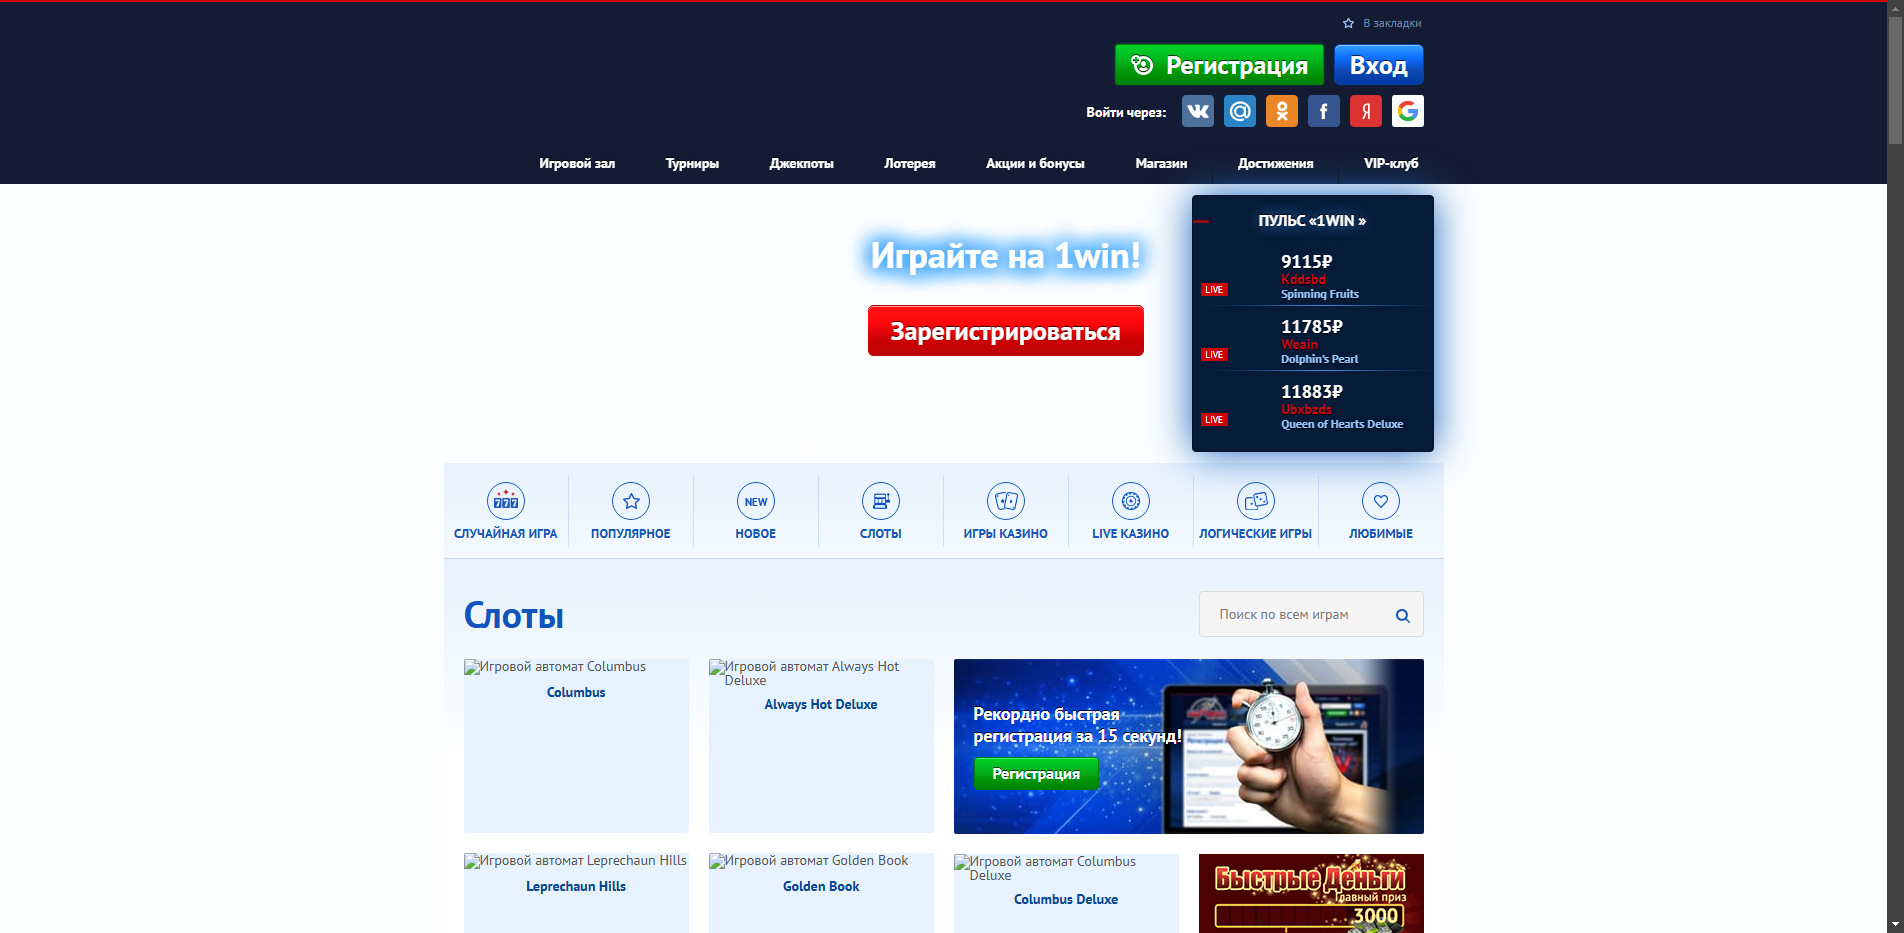 В закладки
Регистрация
Вход
Войти через:
Игровой зал
Турниры
Джекпоты
Лотерея
Акции и бонусы
Магазин
Достижения
VIP-клуб
Играйте на 1win!
Зарегистрироваться
ПУЛЬС «1WIN »
9115₽
Kddsbd
LIVE
Spinning Fruits
11785₽
Weain
LIVE
Dolphin's Pearl
11883₽
Ubxbzds
LIVE
Queen of Hearts Deluxe
777
NEW
СЛУЧАЙНАЯ ИГРА
ПОПУЛЯРНОЕ
НОВОЕ
СЛОТЫ
ИГРЫ КАЗИНО
LIVE КАЗИНО
ЛОГИЧЕСКИЕ ИГРЫ
ЛЮБИМЫЕ
Слоты
Поиск по всем играм
Игровой автомат Columbus
Columbus
Игровой автомат Always Hot
Deluxe
Always Hot Deluxe
Рекордно быстрая
регистрация за 15 секунд!
Регистрация
Игровой автомат Leprechaun Hills
Leprechaun Hills
Игровой автомат Golden Book
Golden Book
Игровой автомат Columbus
Deluxe
Columbus Deluxe
Быстрые Деньги
Главный приз
3000